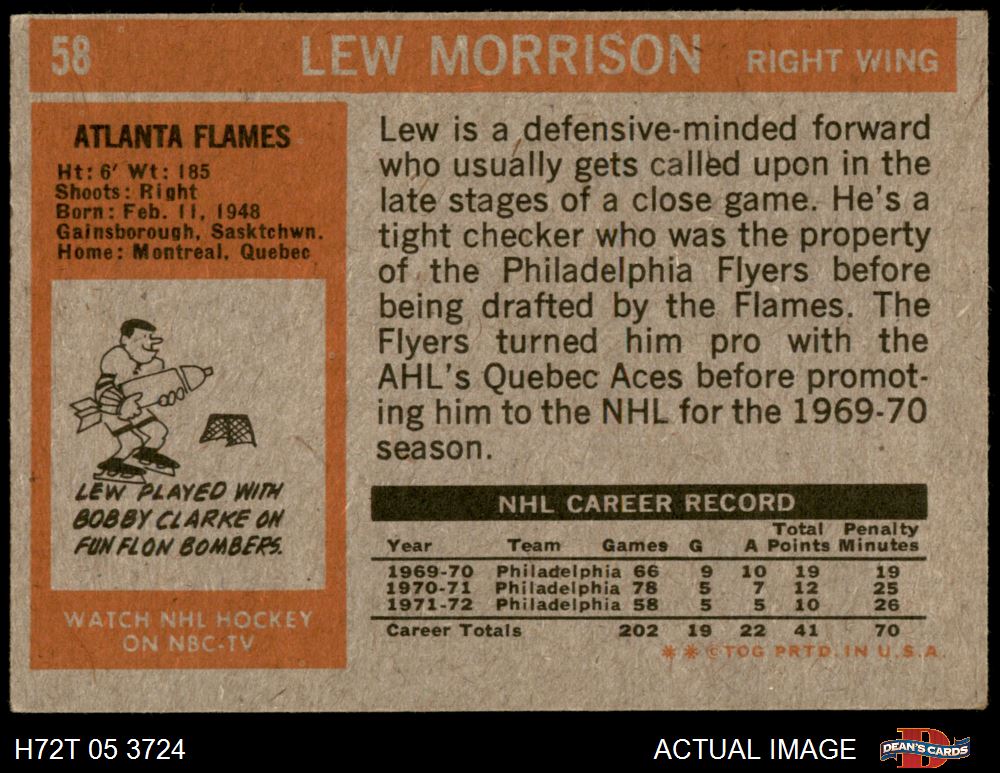 58 LEW MORRISON RIGHT WING
ATLANTA FLAMES
Ht: 6' Wt: 185
Shoots: Right
Born: Feb. 11, 1948
Gainsborough, Sasktchwn.
Home: Montreal, Quebec
LEW PLAYED WITH
BOBBY CLARKE ON
FUN FLON BOMBERS.
WATCH NHL HOCKEY
ON NBC-TV
Lew is a defensive-minded forward
who usually gets called upon in the
late stages of a close game. He's a
tight checker who was the property
of the Philadelphia Flyers before
being drafted by the Flames. The
Flyers turned him pro with the
AHL's Quebec Aces before promot-
ing him to the NHL for the 1969-70
season.
NHL CAREER RECORD
Total Penalty
Year Team Games G A Points Minutes
1969-70 Philadelphia 66 9 10 19 19
1970-71 Philadelphia 78 5 7 12 25
1971-72 Philadelphia 58 5 5 10 26
Career Totals 202 19 22 41 70
* * © TCG PRTD. IN U.S.A.
H72T 05 3724
ACTUAL IMAGE
DEAN'S CARDS